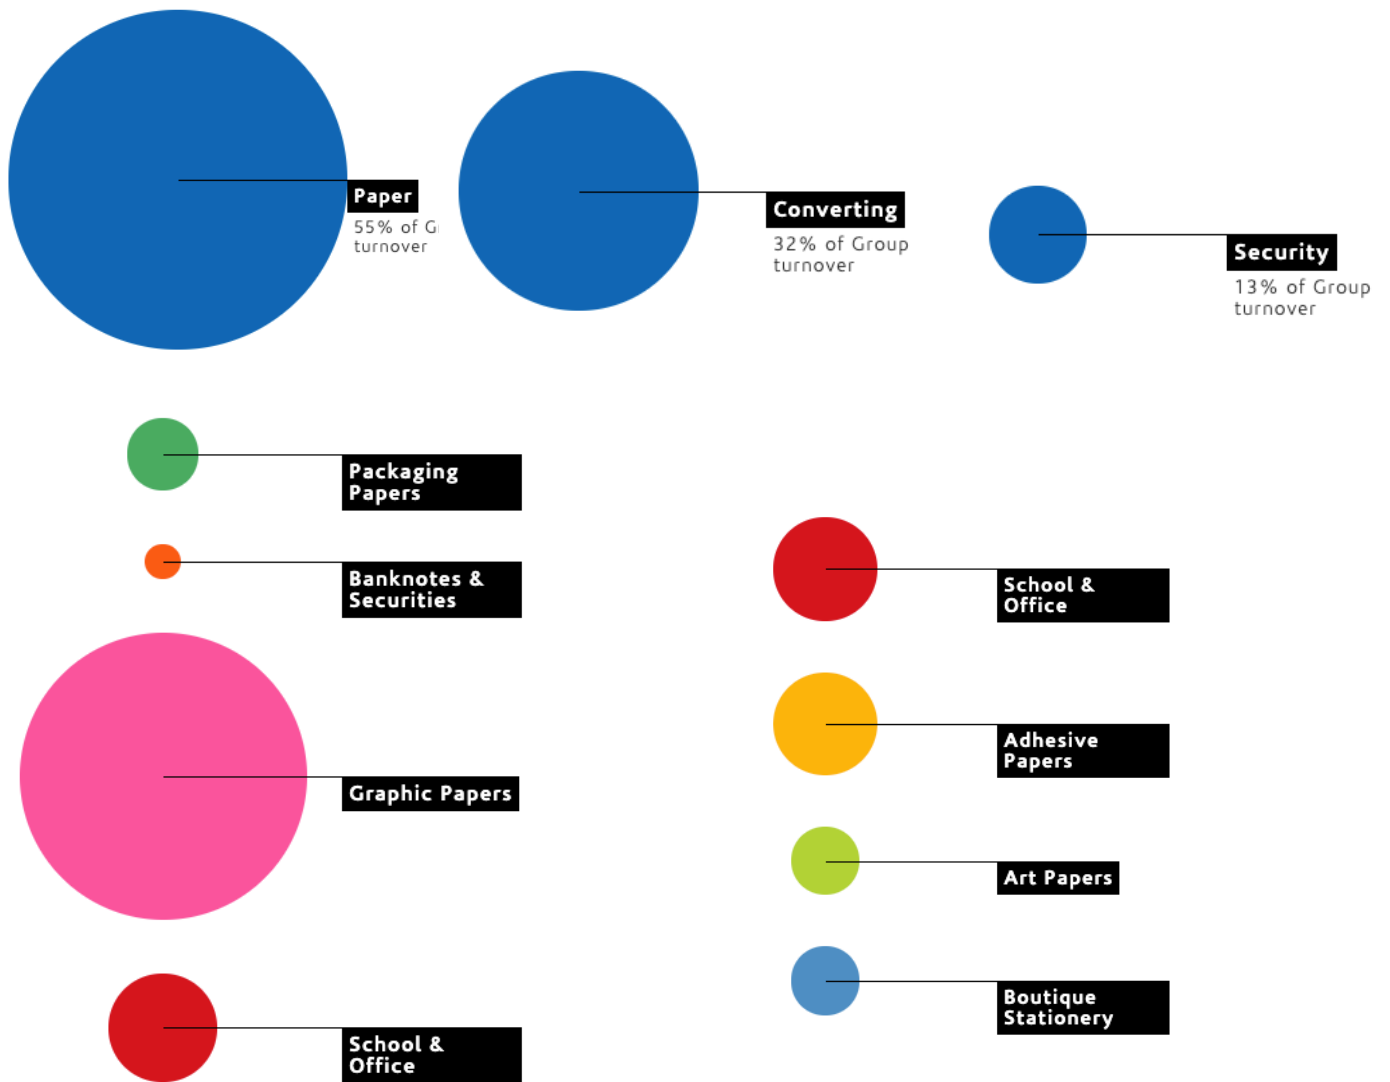 Paper
55% of G
turnover
Converting
32% of Group
turnover
Security
13% of Group
turnover
Packaging
Papers
Banknotes &
Securities
Graphic Papers
School &
Office
School &
Office
Adhesive
Papers
Art Papers
Boutique
Stationery